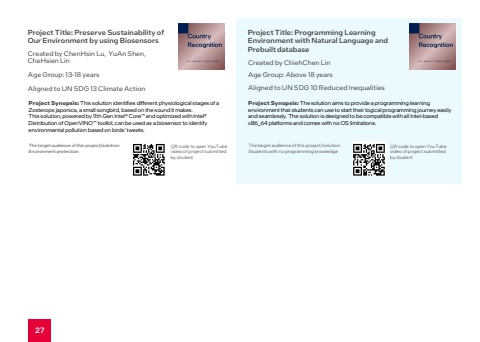 Project Title: Preserve Sustainability of
Our Environment by using Biosensors
Created by ChenHsin Lu, YuAn Shen,
CheHsien Lin
Age Group: 13-18 years
Aligned to UN SDG 13 Climate Action
Country
Recognition
Project Synopsis: This solution identifies different physiological stages of a
Zosterops japonica, a small songbird, based on the sound it makes.
This solution, powered by 11th Gen Intel® Core™ and optimized with Intel®
Distribution of OpenVINO™ toolkit, can be used as a biosensor to identify
environmental pollution based on birds' tweets.
The target audience of this project/solution:
Environment protection
QR code to open YouTube
video of project submitted
by student
Project Title: Programming Learning
Environment with Natural Language and
Prebuilt database
Created by ChiehChen Lin
Age Group: Above 18 years
Aligned to UN SDG 10 Reduced Inequalities
Country
Recognition
Project Synopsis: The solution aims to provide a programming learning
environment that students can use to start their logical programming journey easily
and seamlessly. The solution is designed to be compatible with all Intel-based
x86_64 platforms and comes with no OS limitations.
The target audience of this project/solution:
Students with no programming knowledge
QR code to open YouTube
video of project submitted
by student
27